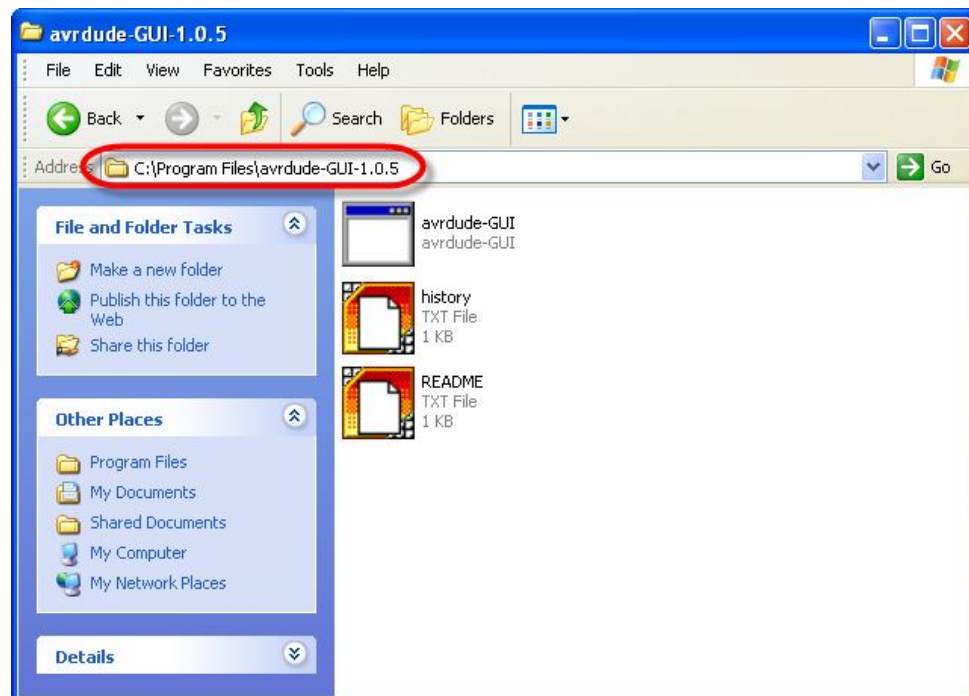 avrdude-GUI-1.0.5
File Edit View Favorites Tools Help
Back Search Folders
Address C:\Program Files\avrdude-GUI-1.0.5 Go
File and Folder Tasks
Make a new folder
Publish this folder to the
Web
Share this folder
Other Places
Program Files
My Documents
Shared Documents
My Computer
My Network Places
Details
avrdude-GUI
avrdude-GUI
history
TXT File
1 KB
README
TXT File
1 KB